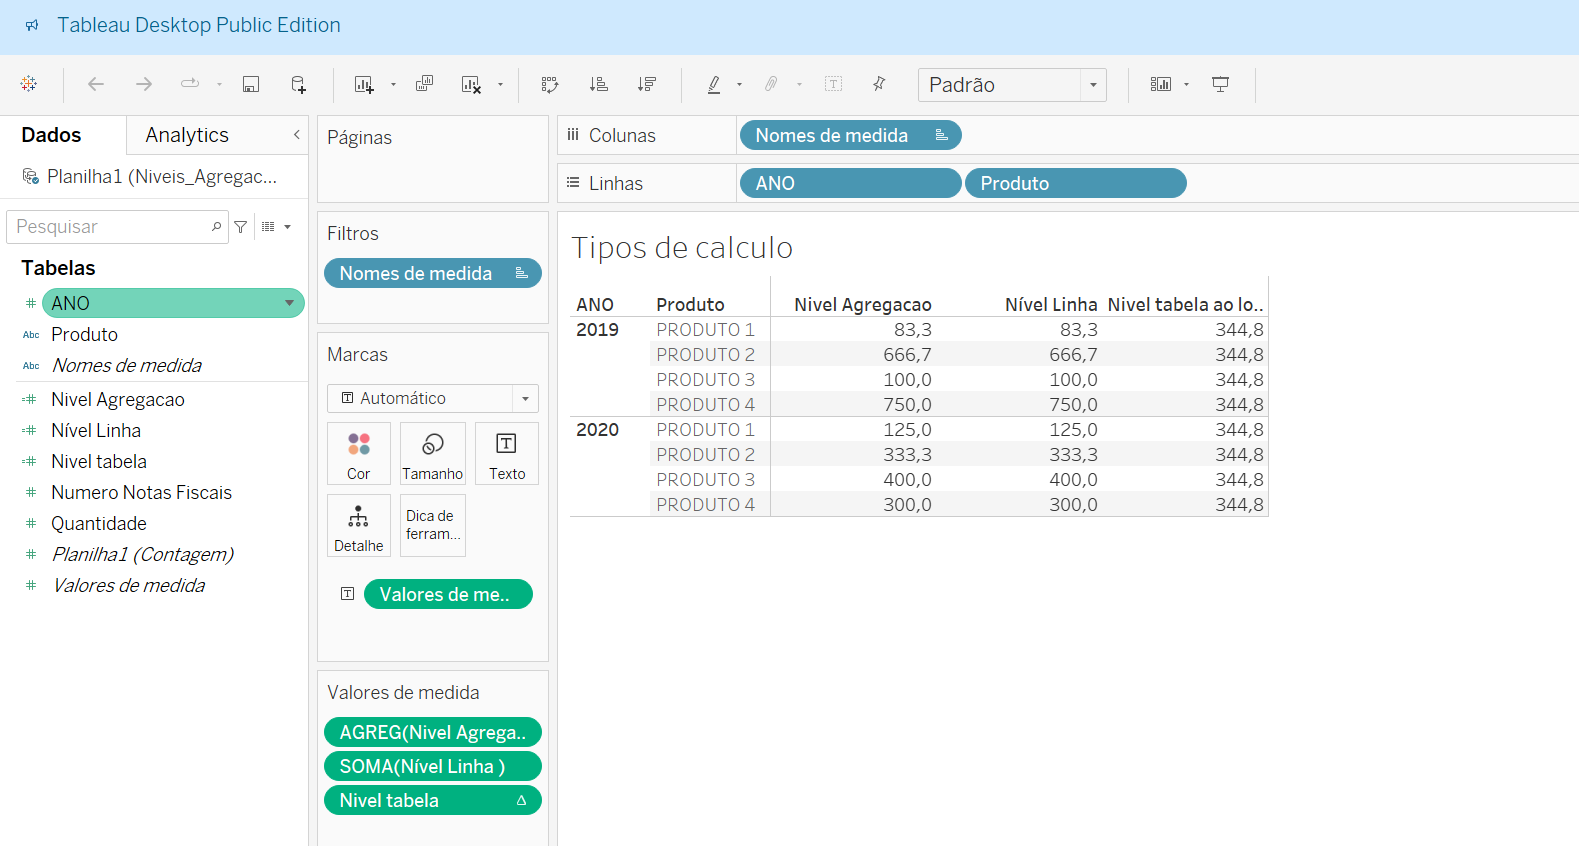 Tableau Desktop Public Edition
Padrão
Dados
Analytics
Planilha1 (Niveis_Agregac...
Pesquisar
Tabelas
ANO
Abc Produto
Abc Nomes de medida
Nivel Agregacao
Nível Linha
Nivel tabela
Numero Notas Fiscais
Quantidade
Planilha1 (Contagem)
Valores de medida
Páginas
Filtros
Nomes de medida
Marcas
Automático
Cor
Tamanho
Texto
Detalhe
Dica de
ferram...
Valores de me..
Valores de medida
AGREG(Nivel Agrega..
SOMA(Nível Linha )
Nivel tabela
Colunas Nomes de medida
Linhas ANO Produto
Tipos de calculo
ANO Produto Nivel Agregacao Nível Linha Nivel tabela ao lo..
2019 PRODUTO 1 83,3 83,3 344,8
PRODUTO 2 666,7 666,7 344,8
PRODUTO 3 100,0 100,0 344,8
PRODUTO 4 750,0 750,0 344,8
2020 PRODUTO 1 125,0 125,0 344,8
PRODUTO 2 333,3 333,3 344,8
PRODUTO 3 400,0 400,0 344,8
PRODUTO 4 300,0 300,0 344,8